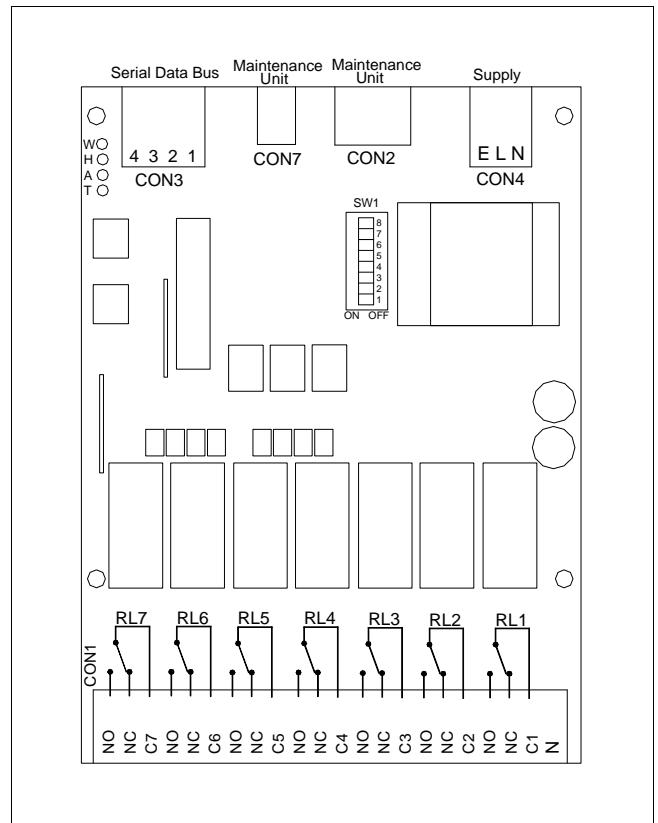 Serial Data Bus
Maintenance
Unit
Maintenance
Unit
Supply
W
H
A
T
4 3 2 1
CON3
CON7
CON2
E L N
CON4
SW1
8
7
6
5
4
3
2
1
ON OFF
CON1
RL7 RL6 RL5 RL4 RL3 RL2 RL1
NO NC C7 NO NC C6 NO NC C5 NO NC C4 NO NC C3 NO NC C2 NO NC C1 N